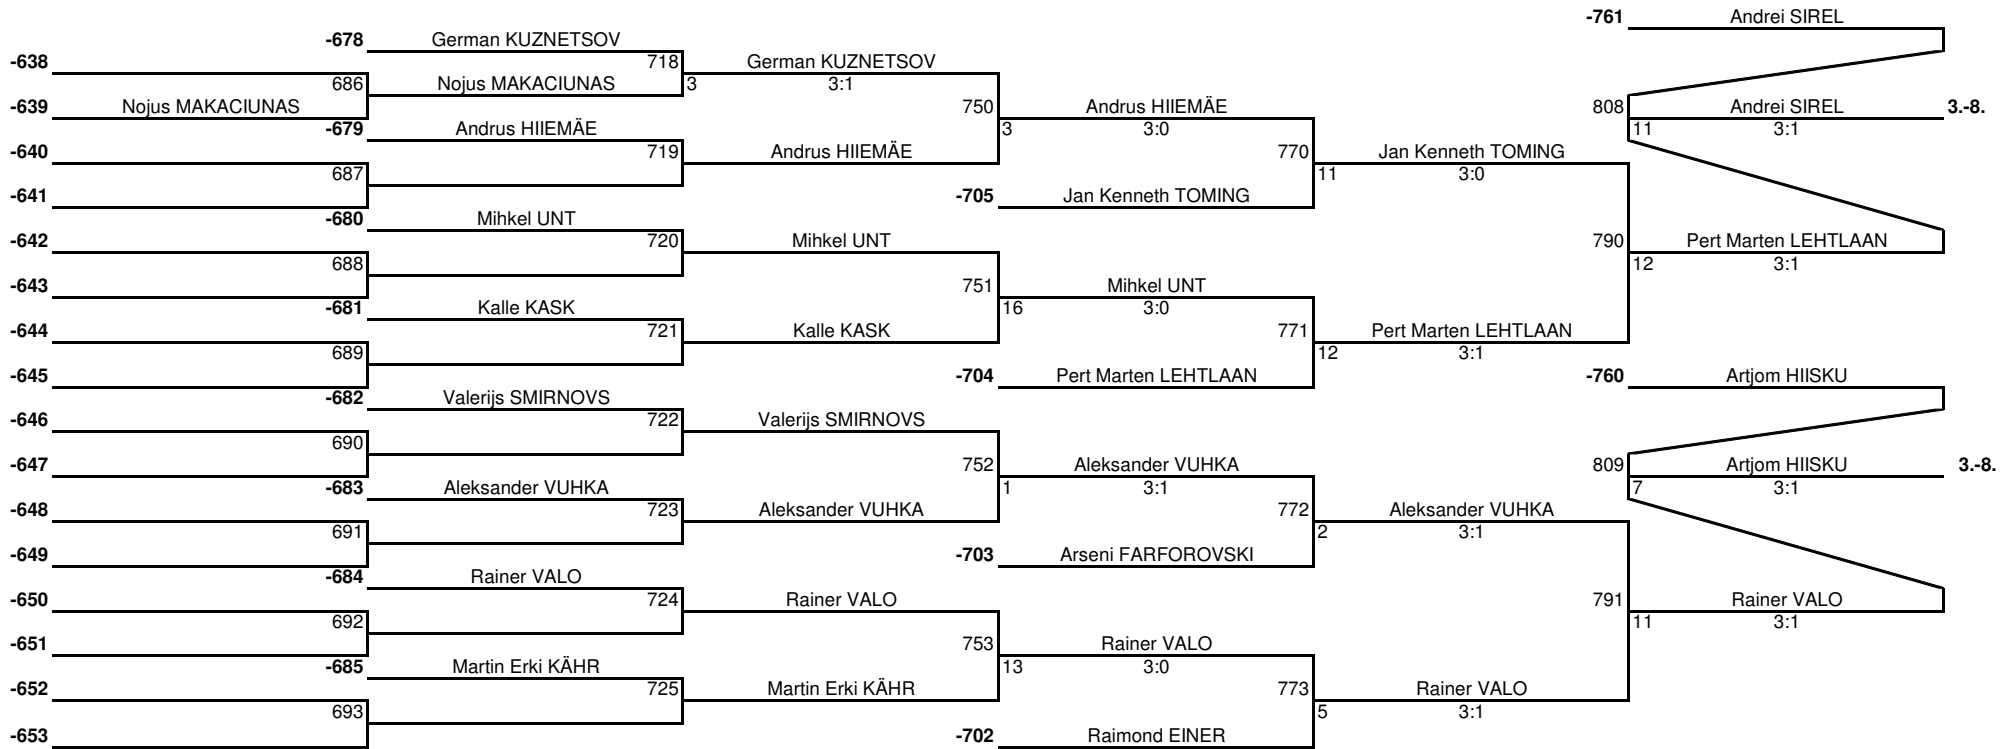 -761 Andrei SIREL
-678 German KUZNETSOV
-638 718 German KUZNETSOV
686 Nojus MAKACIUNAS 3 3:1
-639 Nojus MAKACIUNAS 750 Andrus HIIEMÄE 808 Andrei SIREL 3.-8.
-679 Andrus HIIEMÄE 3 3:0 11 3:1
-640 719 Andrus HIIEMÄE 770 Jan Kenneth TOMING
687 11 3:0
-641 -705 Jan Kenneth TOMING
-680 Mihkel UNT
-642 720 Mihkel UNT 790 Pert Marten LEHTLAAN
688 12 3:1
-643 751 Mihkel UNT
-681 Kalle KASK 16 3:0
-644 721 Kalle KASK 771 Pert Marten LEHTLAAN
689 12 3:1
-645 -704 Pert Marten LEHTLAAN -760 Artjom HIISKU
-682 Valerijs SMIRNOVS
-646 722 Valerijs SMIRNOVS
690
-647 752 Aleksander VUHKA 809 Artjom HIISKU 3.-8.
-683 Aleksander VUHKA 1 3:1 7 3:1
-648 723 Aleksander VUHKA 772 Aleksander VUHKA
691 2 3:1
-649 -703 Arseni FARFOROVSKI
-684 Rainer VALO
-650 724 Rainer VALO 791 Rainer VALO
692 11 3:1
-651 753 Rainer VALO
-685 Martin Erki KÄHR 13 3:0
-652 725 Martin Erki KÄHR 773 Rainer VALO
693 5 3:1
-653 -702 Raimond EINER